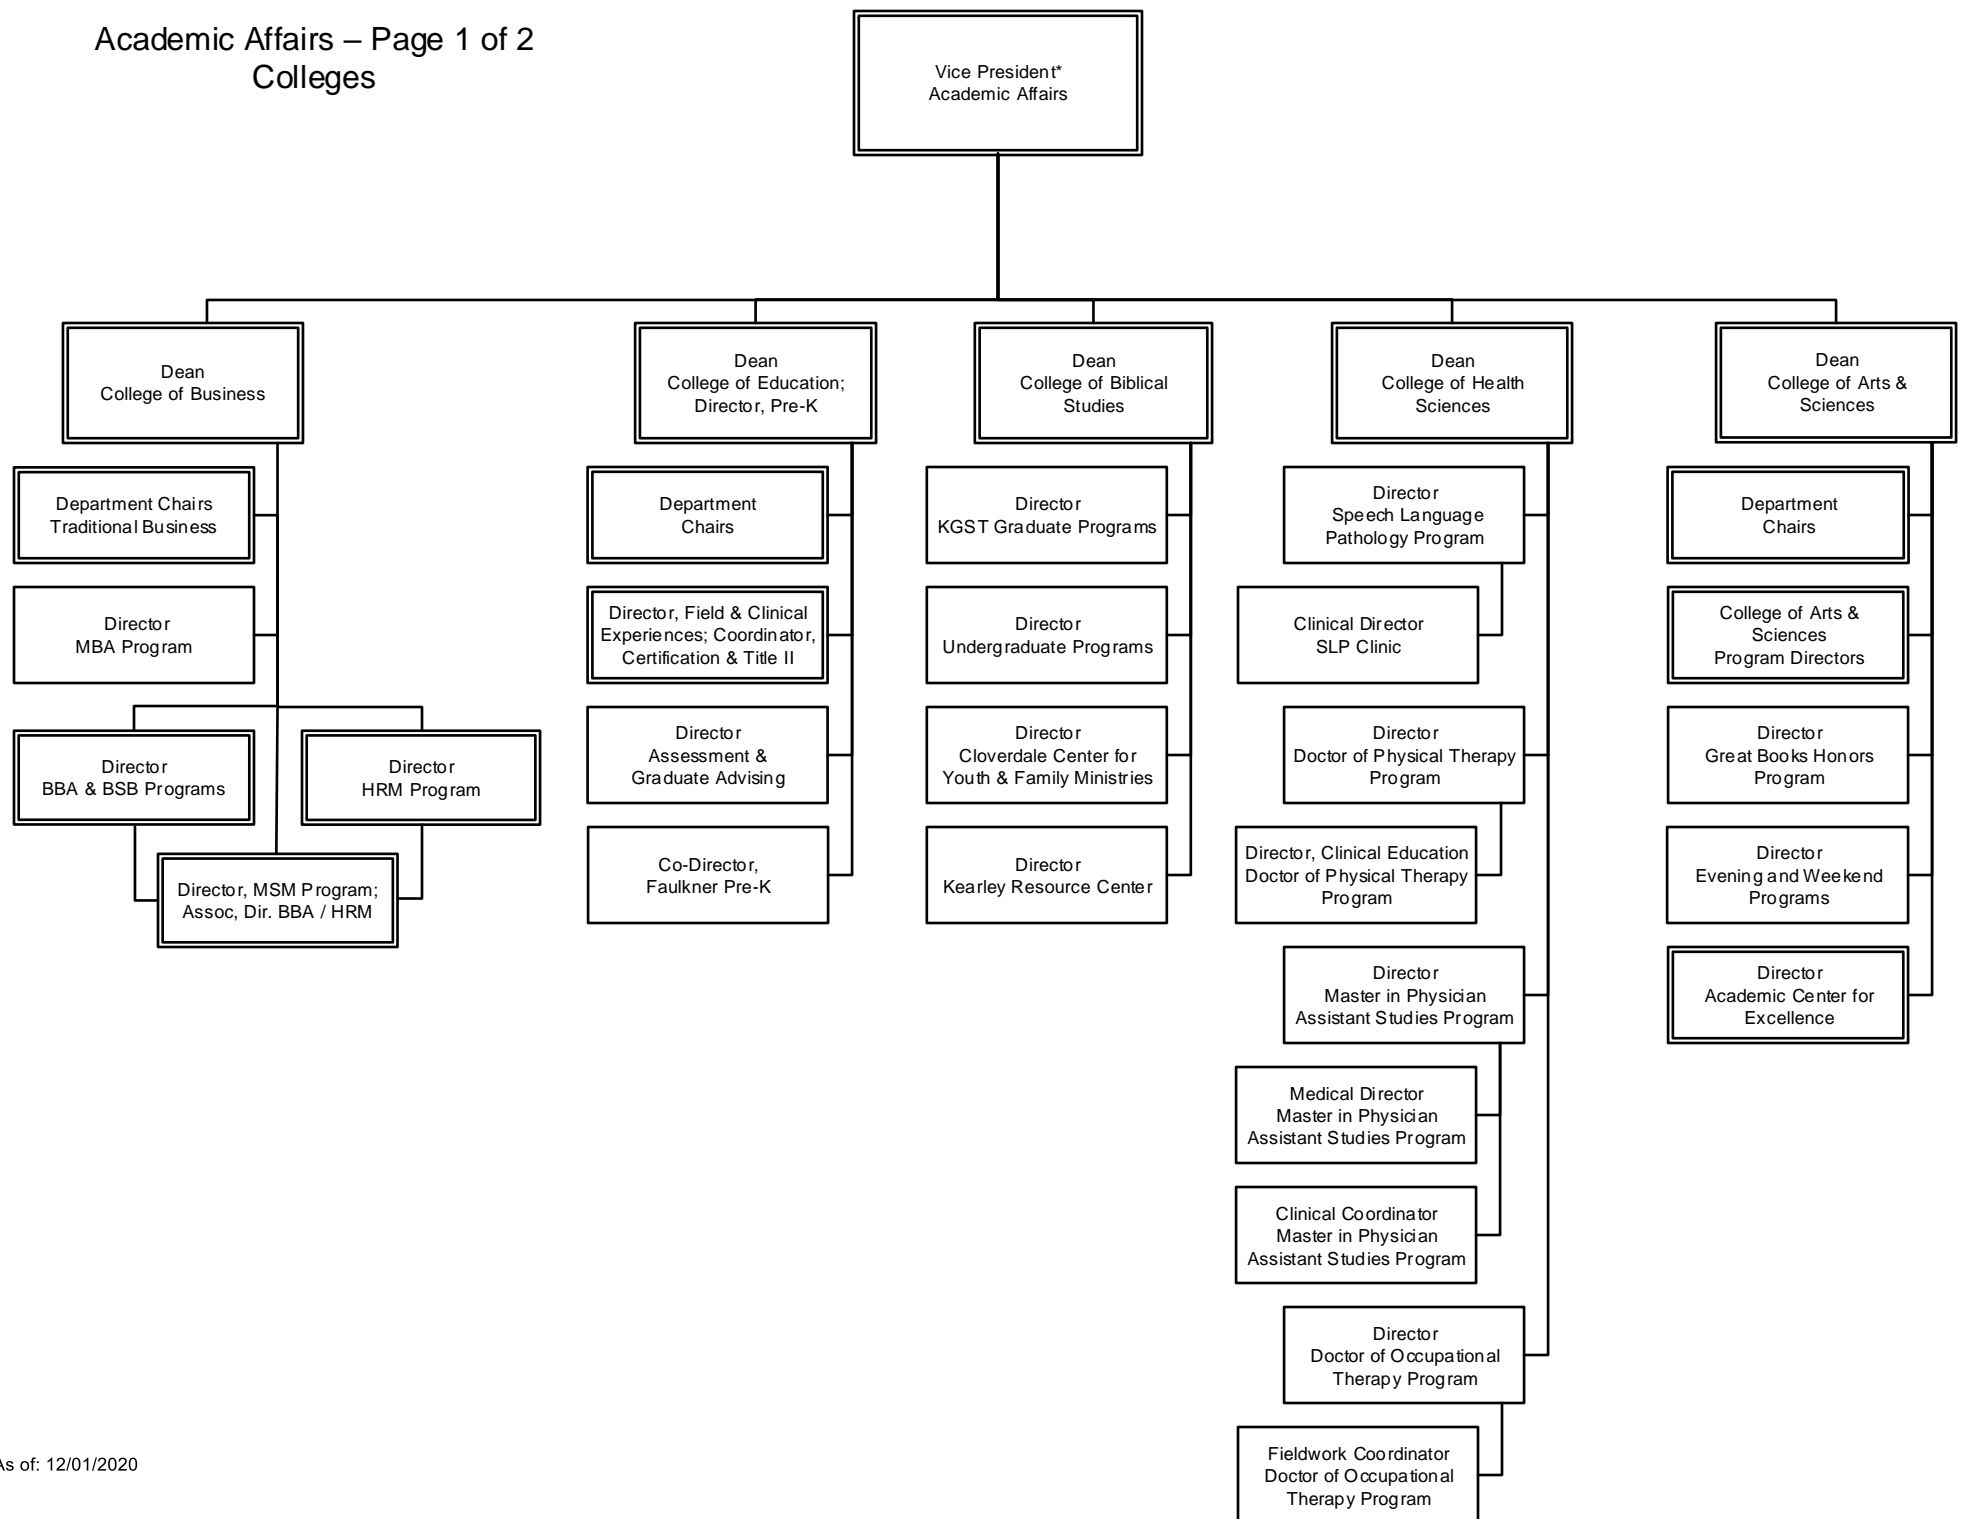 Academic Affairs – Page 1 of 2
Colleges
Vice President*
Academic Affairs
Dean
College of Business
Department Chairs
Traditional Business
Director
MBA Program
Director
BBA & BSB Programs
Director
HRM Program
Director, MSM Program;
Assoc, Dir. BBA / HRM
Dean
College of Education;
Director, Pre-K
Department
Chairs
Director, Field & Clinical
Experiences; Coordinator,
Certification & Title II
Director
Assessment &
Graduate Advising
Co-Director,
Faulkner Pre-K
Dean
College of Biblical
Studies
Director
KGST Graduate Programs
Director
Undergraduate Programs
Director
Cloverdale Center for
Youth & Family Ministries
Director
Kearley Resource Center
Dean
College of Health
Sciences
Director
Speech Language
Pathology Program
Clinical Director
SLP Clinic
Director
Doctor of Physical Therapy
Program
Director, Clinical Education
Doctor of Physical Therapy
Program
Director
Master in Physician
Assistant Studies Program
Medical Director
Master in Physician
Assistant Studies Program
Clinical Coordinator
Master in Physician
Assistant Studies Program
Director
Doctor of Occupational
Therapy Program
Fieldwork Coordinator
Doctor of Occupational
Therapy Program
Dean
College of Arts &
Sciences
Department
Chairs
College of Arts &
Sciences
Program Directors
Director
Great Books Honors
Program
Director
Evening and Weekend
Programs
Director
Academic Center for
Excellence
As of: 12/01/2020